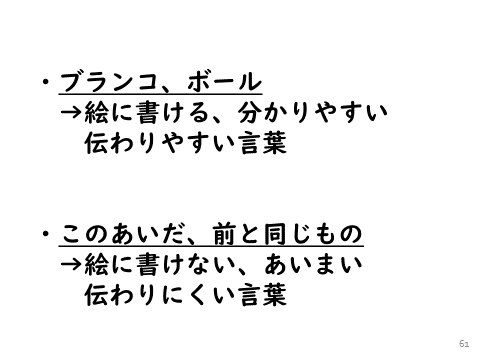 ・ブランコ、ボール
→絵に書ける、分かりやすい
伝わりやすい言葉
・このあいだ、前と同じもの
→絵に書けない、あいまい
伝わりにくい言葉
61